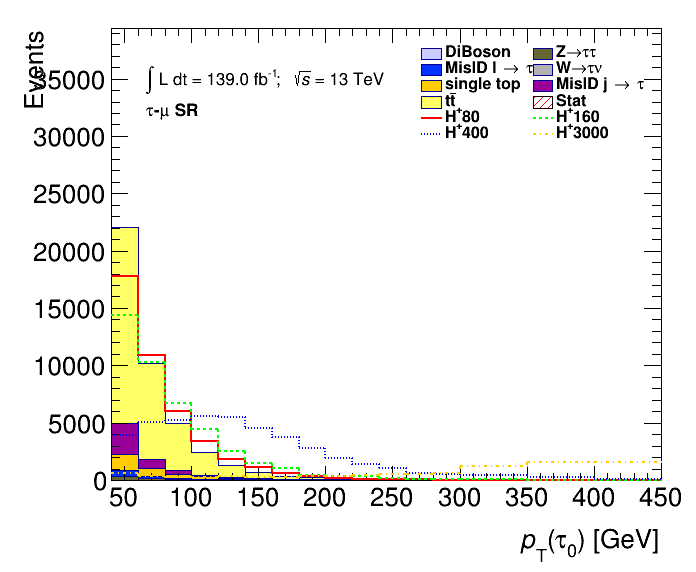 Events
∫ L dt = 139.0 fb⁻¹; √s = 13 TeV
τ-μ SR
DiBoson
Z→ττ
MisID l → τ
W→τν
single top
MisID j → τ
tt̄
Stat
H⁺80
H⁺160
H⁺400
H⁺3000
35000
30000
25000
20000
15000
10000
5000
0
50 100 150 200 250 300 350 400 450
p_T(τ₀) [GeV]